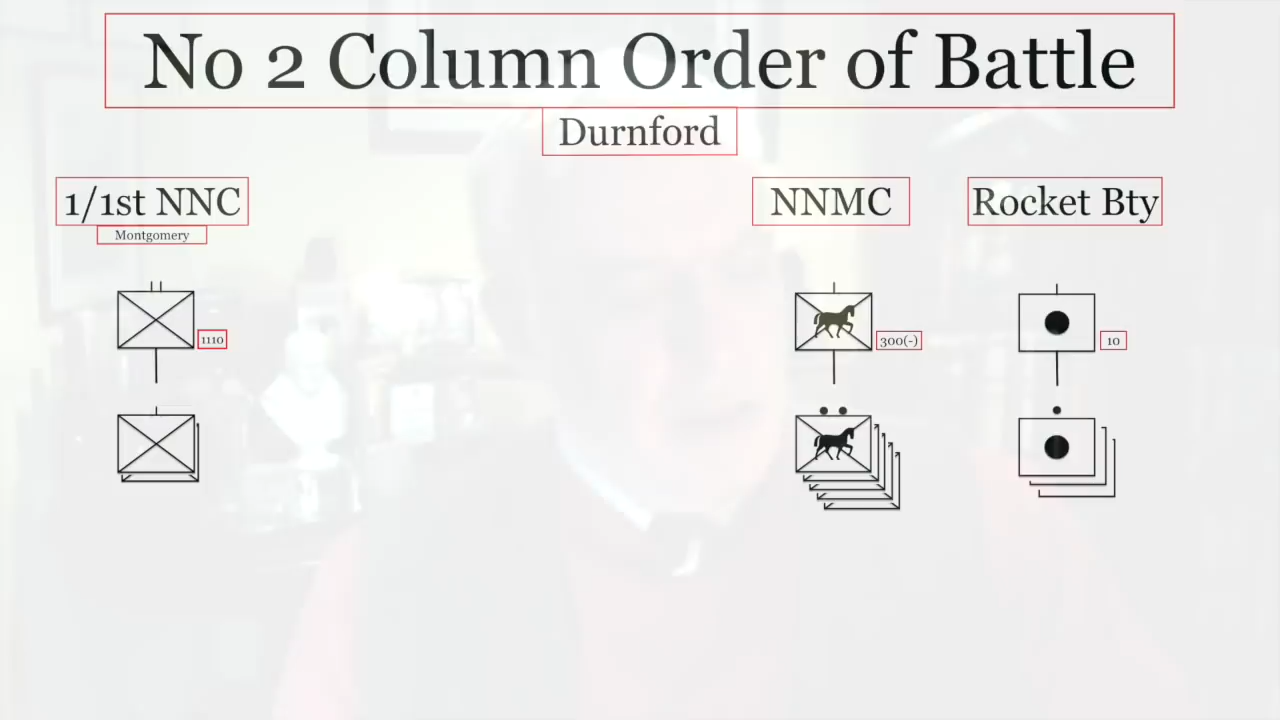 No 2 Column Order of Battle
Durnford
1/1st NNC
Montgomery
NNMC
Rocket Bty
1110
300(-)
10